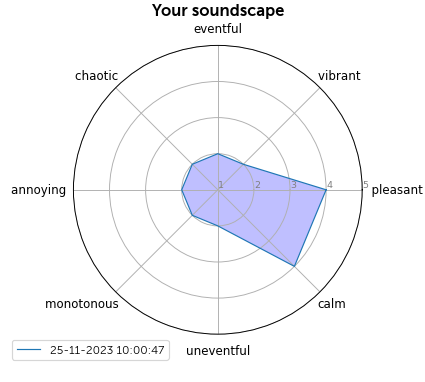 Your soundscape
eventful
chaotic
vibrant
annoying
1 2 3 4 5
pleasant
monotonous
calm
25-11-2023 10:00:47
uneventful